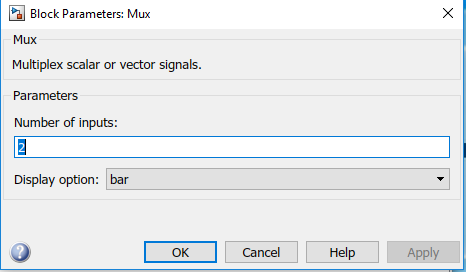 Block Parameters: Mux
Mux
Multiplex scalar or vector signals.
Parameters
Number of inputs:
2
Display option: bar
OK Cancel Help Apply